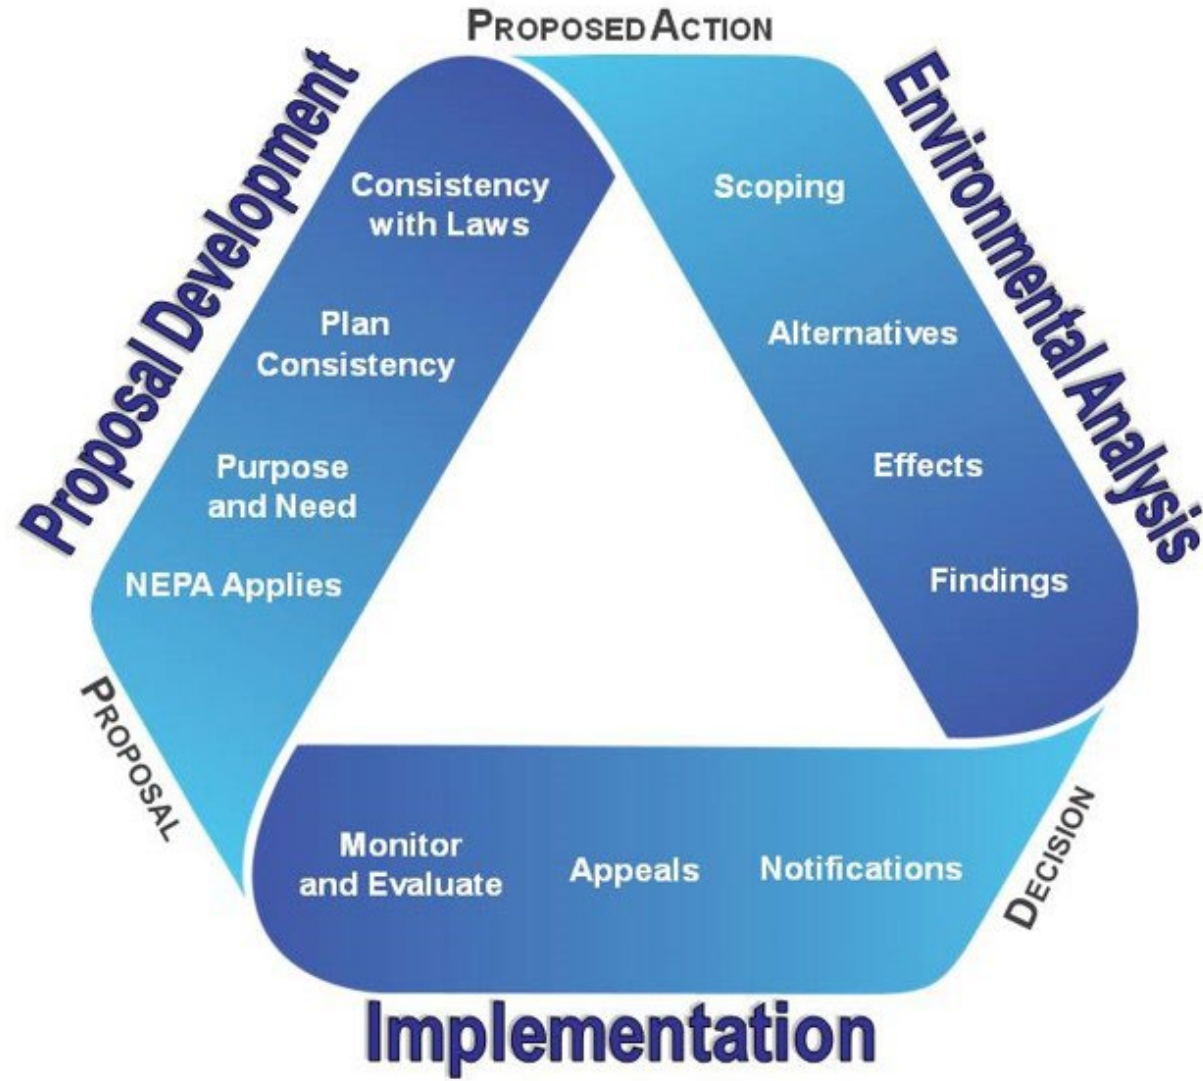 PROPOSED ACTION
Proposal Development
Consistency
with Laws
Plan
Consistency
Purpose
and Need
NEPA Applies
PROPOSAL
Environmental Analysis
Scoping
Alternatives
Effects
Findings
DECISION
Notifications
Appeals
Monitor
and Evaluate
Implementation